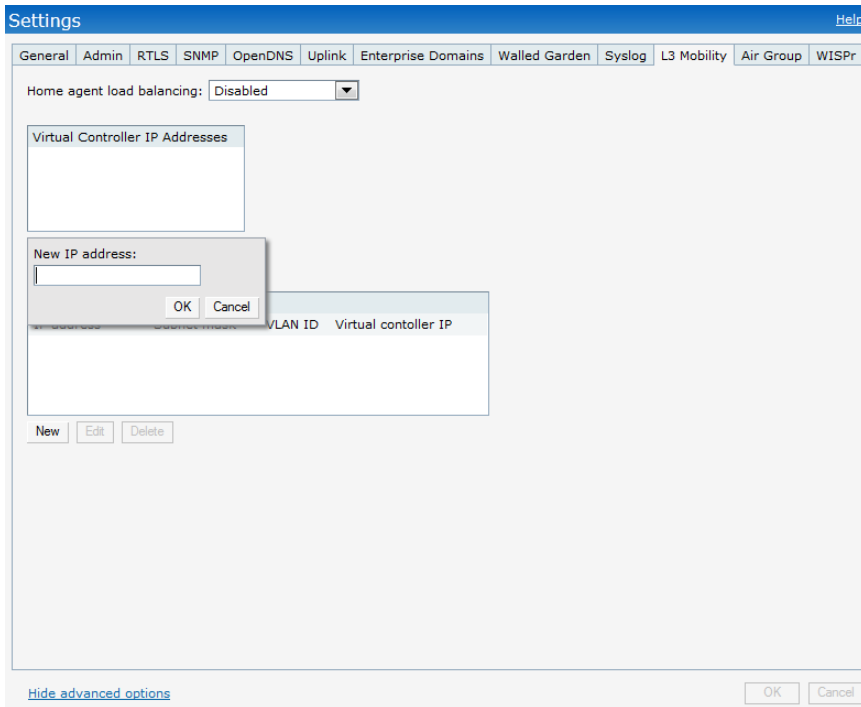 Settings
Help
General Admin RTLS SNMP OpenDNS Uplink Enterprise Domains Walled Garden Syslog L3 Mobility Air Group WISPr
Home agent load balancing: Disabled
Virtual Controller IP Addresses
New IP address:
OK Cancel
VLAN ID Virtual contoller IP
New Edit Delete
Hide advanced options
OK Cancel